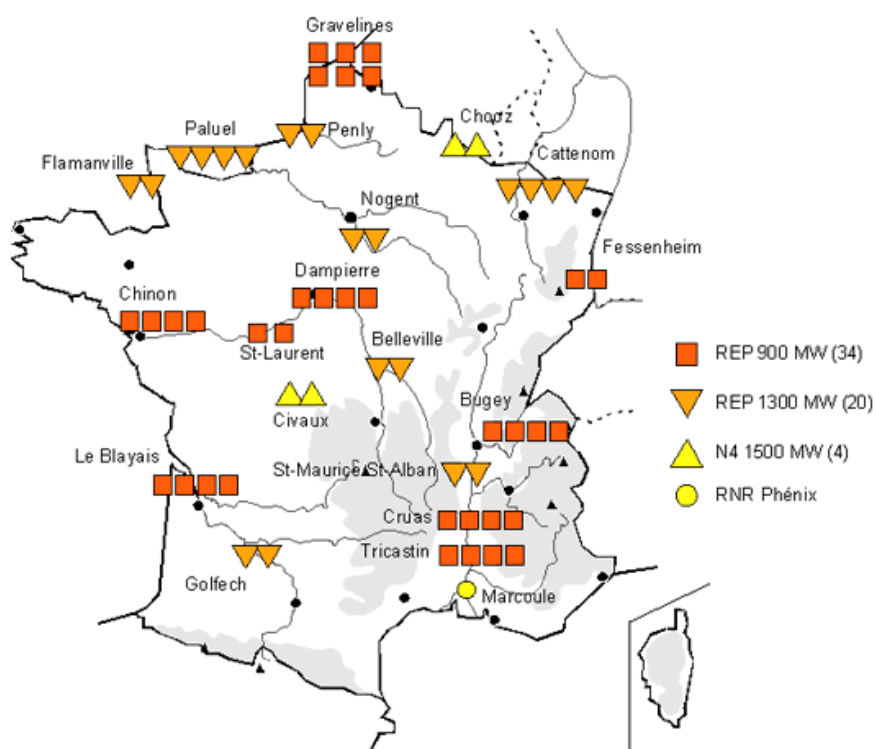 Gravelines
Chooz
Paluel
Penly
Flamanville
Cattenom
Nogent
Fessenheim
Dampierre
Chinon
St-Laurent
Belleville
Bugey
Civaux
Le Blayais
St-Maurice St-Alban
Cruas
Tricastin
Golfech
Marcoule
REP 900 MW (34)
REP 1300 MW (20)
N4 1500 MW (4)
RNR Phénix